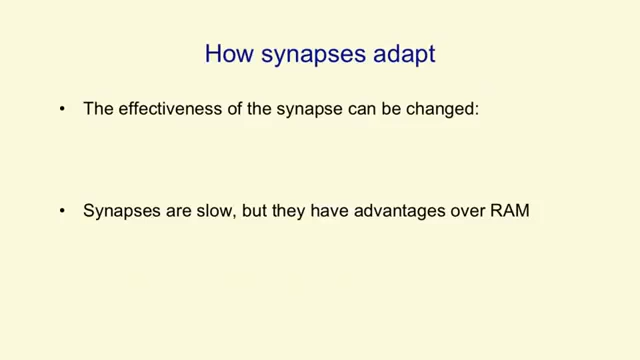 How synapses adapt
• The effectiveness of the synapse can be changed:
• Synapses are slow, but they have advantages over RAM